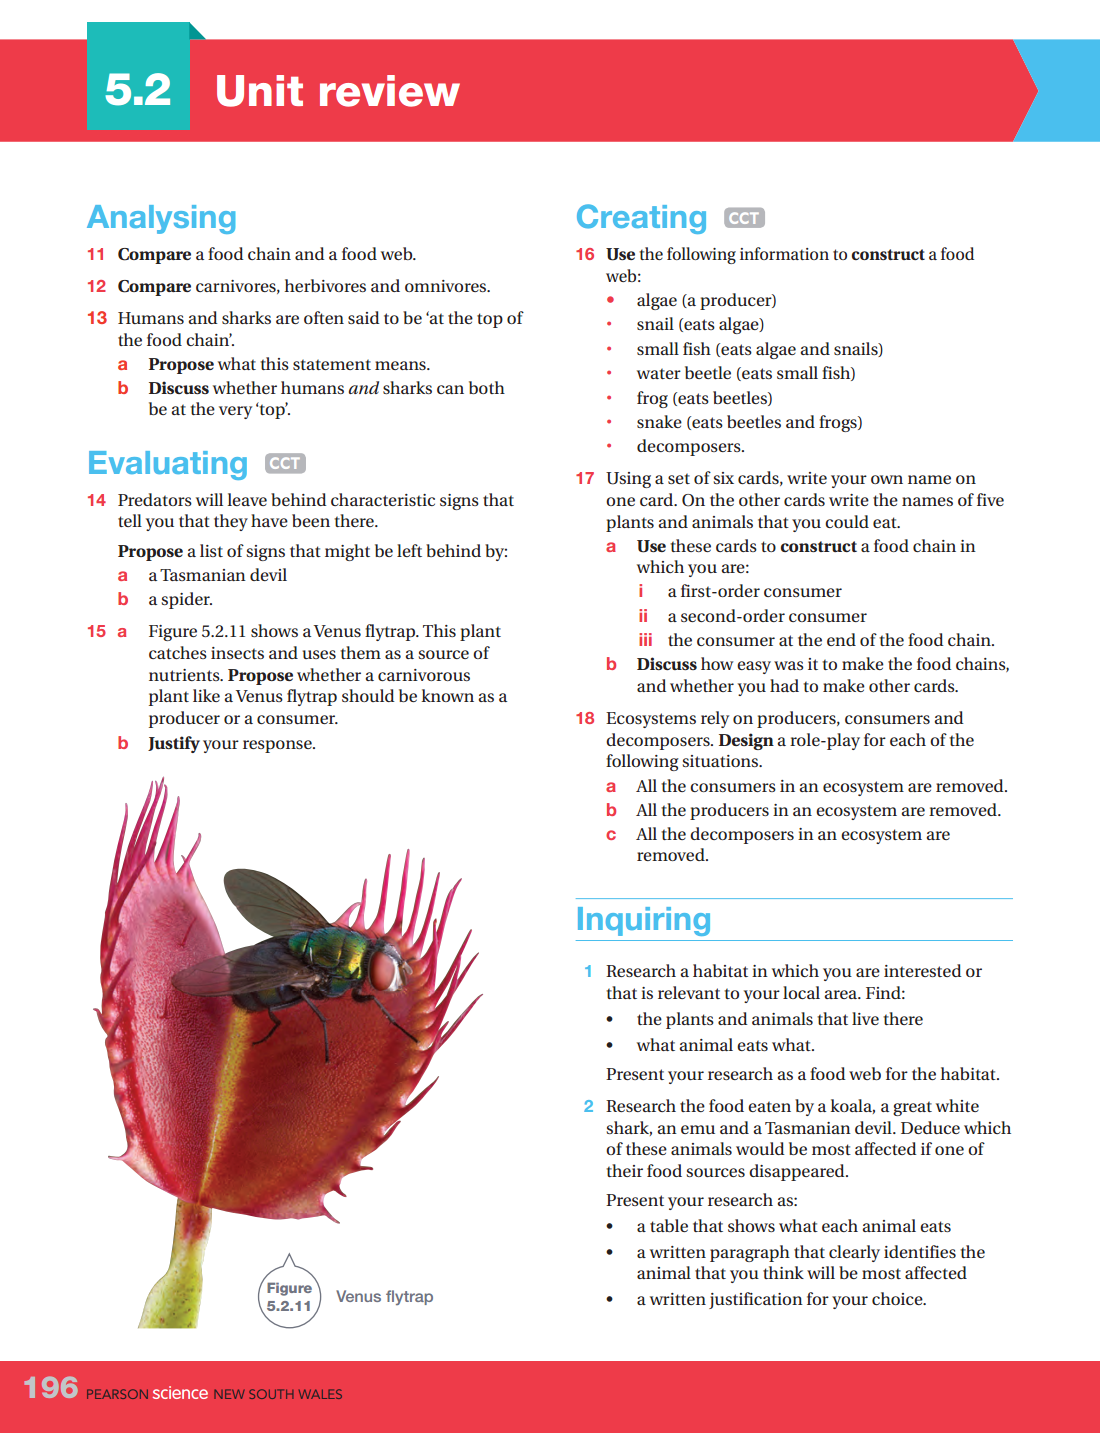 5.2 Unit review
Analysing
11 Compare a food chain and a food web.
12 Compare carnivores, herbivores and omnivores.
13 Humans and sharks are often said to be ‘at the top of
the food chain’.
a Propose what this statement means.
b Discuss whether humans and sharks can both
be at the very ‘top’.
Evaluating CCT
14 Predators will leave behind characteristic signs that
tell you that they have been there.
Propose a list of signs that might be left behind by:
a a Tasmanian devil
b a spider.
15 a Figure 5.2.11 shows a Venus flytrap. This plant
catches insects and uses them as a source of
nutrients. Propose whether a carnivorous
plant like a Venus flytrap should be known as a
producer or a consumer.
b Justify your response.
Figure
5.2.11
Venus flytrap
Creating CCT
16 Use the following information to construct a food
web:
• algae (a producer)
• snail (eats algae)
• small fish (eats algae and snails)
• water beetle (eats small fish)
• frog (eats beetles)
• snake (eats beetles and frogs)
• decomposers.
17 Using a set of six cards, write your own name on
one card. On the other cards write the names of five
plants and animals that you could eat.
a Use these cards to construct a food chain in
which you are:
i a first-order consumer
ii a second-order consumer
iii the consumer at the end of the food chain.
b Discuss how easy was it to make the food chains,
and whether you had to make other cards.
18 Ecosystems rely on producers, consumers and
decomposers. Design a role-play for each of the
following situations.
a All the consumers in an ecosystem are removed.
b All the producers in an ecosystem are removed.
c All the decomposers in an ecosystem are
removed.
Inquiring
1 Research a habitat in which you are interested or
that is relevant to your local area. Find:
• the plants and animals that live there
• what animal eats what.
Present your research as a food web for the habitat.
2 Research the food eaten by a koala, a great white
shark, an emu and a Tasmanian devil. Deduce which
of these animals would be most affected if one of
their food sources disappeared.
Present your research as:
• a table that shows what each animal eats
• a written paragraph that clearly identifies the
animal that you think will be most affected
• a written justification for your choice.
196 PEARSON science NEW SOUTH WALES